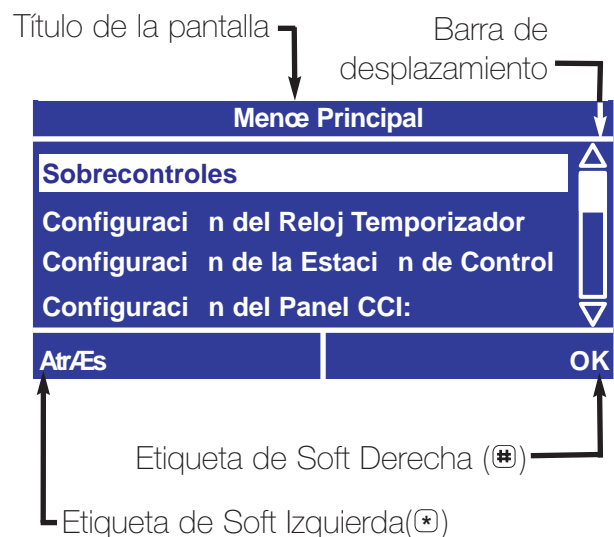 Título de la pantalla
Barra de
desplazamiento
Menœ Principal
Sobrecontroles
Configuraci n del Reloj Temporizador
Configuraci n de la Estaci n de Control
Configuraci n del Panel CCI:
AtrÆs
OK
Etiqueta de Soft Derecha (#)
Etiqueta de Soft Izquierda(*)